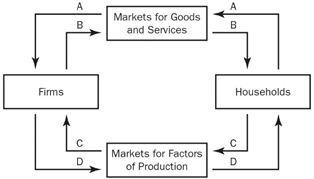 A
Markets for Goods
and Services
A
B
B
Firms
Households
C
Markets for Factors
of Production
C
D
D